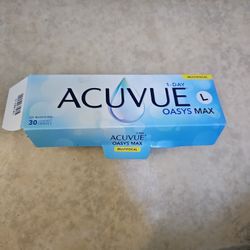 MULTIFOCAL
1-DAY
ACUVUE
L
OASYS MAX
30
ACUVUE
OASYS MAX
MULTIFOCAL